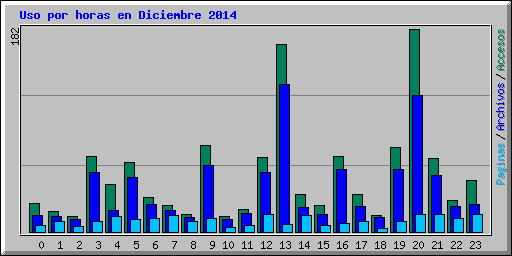 Uso por horas en Diciembre 2014
182
Paginas / Archivos / Accesos
0 1 2 3 4 5 6 7 8 9 10 11 12 13 14 15 16 17 18 19 20 21 22 23